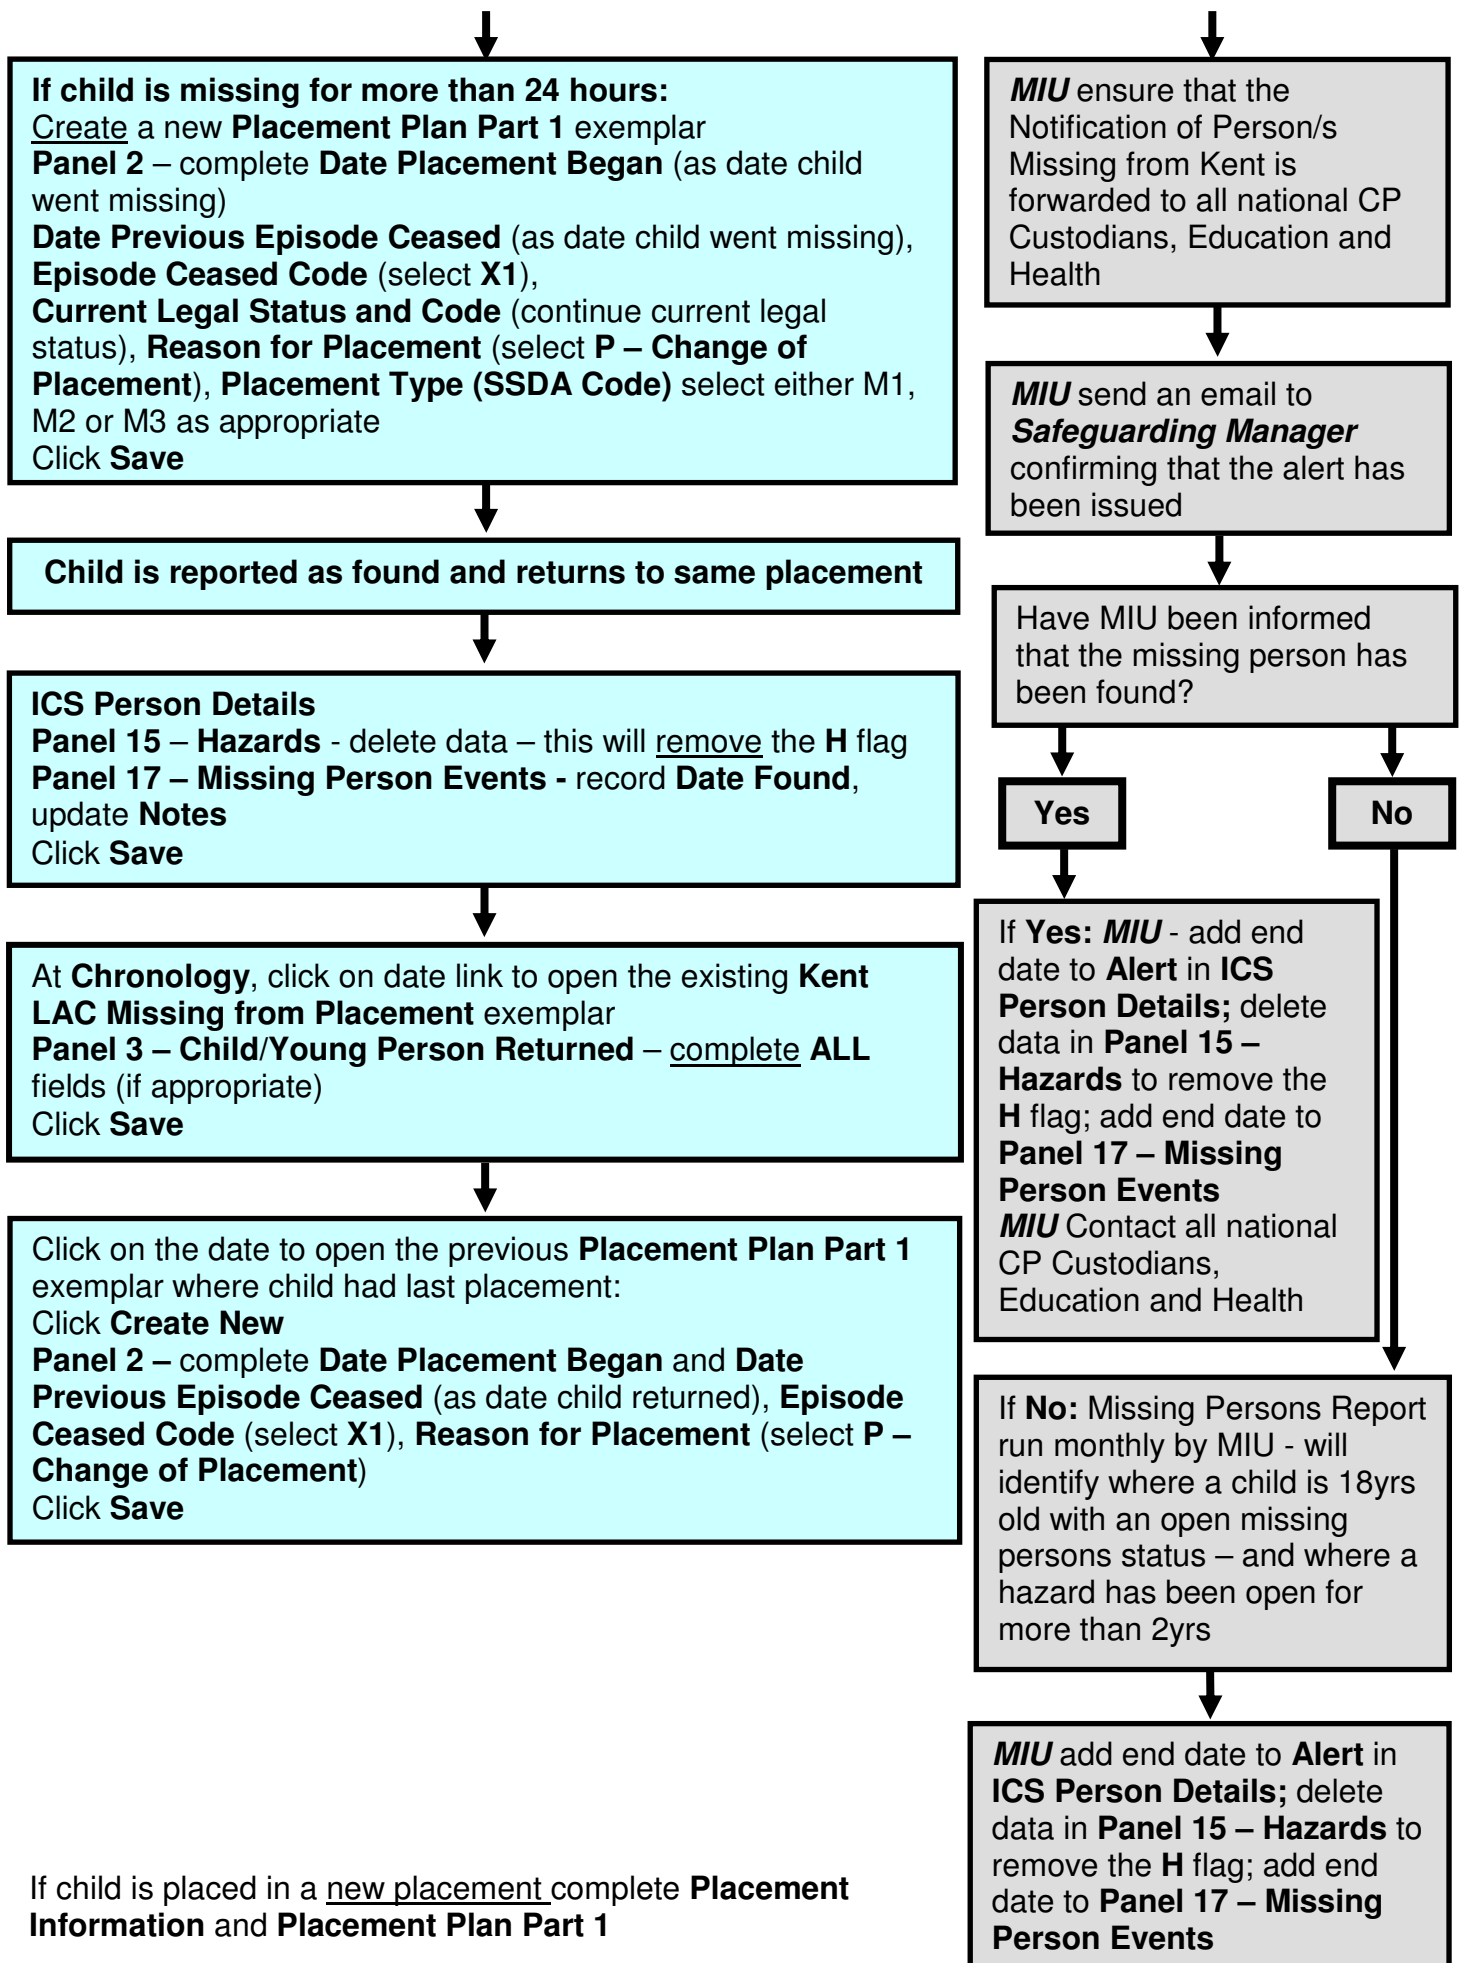 If child is missing for more than 24 hours:
Create a new Placement Plan Part 1 exemplar
Panel 2 – complete Date Placement Began (as date child
went missing)
Date Previous Episode Ceased (as date child went missing),
Episode Ceased Code (select X1),
Current Legal Status and Code (continue current legal
status), Reason for Placement (select P – Change of
Placement), Placement Type (SSDA Code) select either M1,
M2 or M3 as appropriate
Click Save
Child is reported as found and returns to same placement
ICS Person Details
Panel 15 – Hazards - delete data – this will remove the H flag
Panel 17 – Missing Person Events - record Date Found,
update Notes
Click Save
At Chronology, click on date link to open the existing Kent
LAC Missing from Placement exemplar
Panel 3 – Child/Young Person Returned – complete ALL
fields (if appropriate)
Click Save
Click on the date to open the previous Placement Plan Part 1
exemplar where child had last placement:
Click Create New
Panel 2 – complete Date Placement Began and Date
Previous Episode Ceased (as date child returned), Episode
Ceased Code (select X1), Reason for Placement (select P –
Change of Placement)
Click Save
If child is placed in a new placement complete Placement
Information and Placement Plan Part 1
MIU ensure that the
Notification of Person/s
Missing from Kent is
forwarded to all national CP
Custodians, Education and
Health
MIU send an email to
Safeguarding Manager
confirming that the alert has
been issued
Have MIU been informed
that the missing person has
been found?
Yes
No
If Yes: MIU - add end
date to Alert in ICS
Person Details; delete
data in Panel 15 –
Hazards to remove the
H flag; add end date to
Panel 17 – Missing
Person Events
MIU Contact all national
CP Custodians,
Education and Health
If No: Missing Persons Report
run monthly by MIU - will
identify where a child is 18yrs
old with an open missing
persons status – and where a
hazard has been open for
more than 2yrs
MIU add end date to Alert in
ICS Person Details; delete
data in Panel 15 – Hazards to
remove the H flag; add end
date to Panel 17 – Missing
Person Events